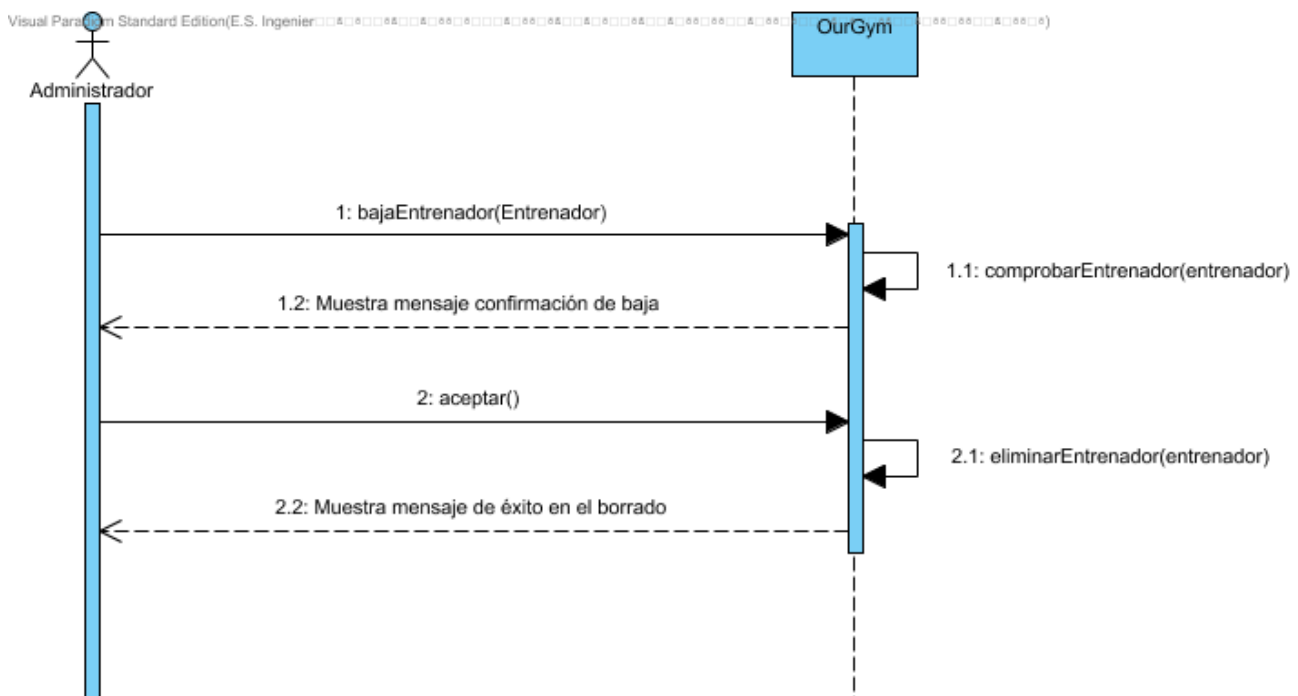 Visual Paradigm Standard Edition(E.S. Ingenier
OurGym
Administrador
1: bajaEntrenador(Entrenador)
1.1: comprobarEntrenador(entrenador)
1.2: Muestra mensaje confirmación de baja
2: aceptar()
2.1: eliminarEntrenador(entrenador)
2.2: Muestra mensaje de éxito en el borrado